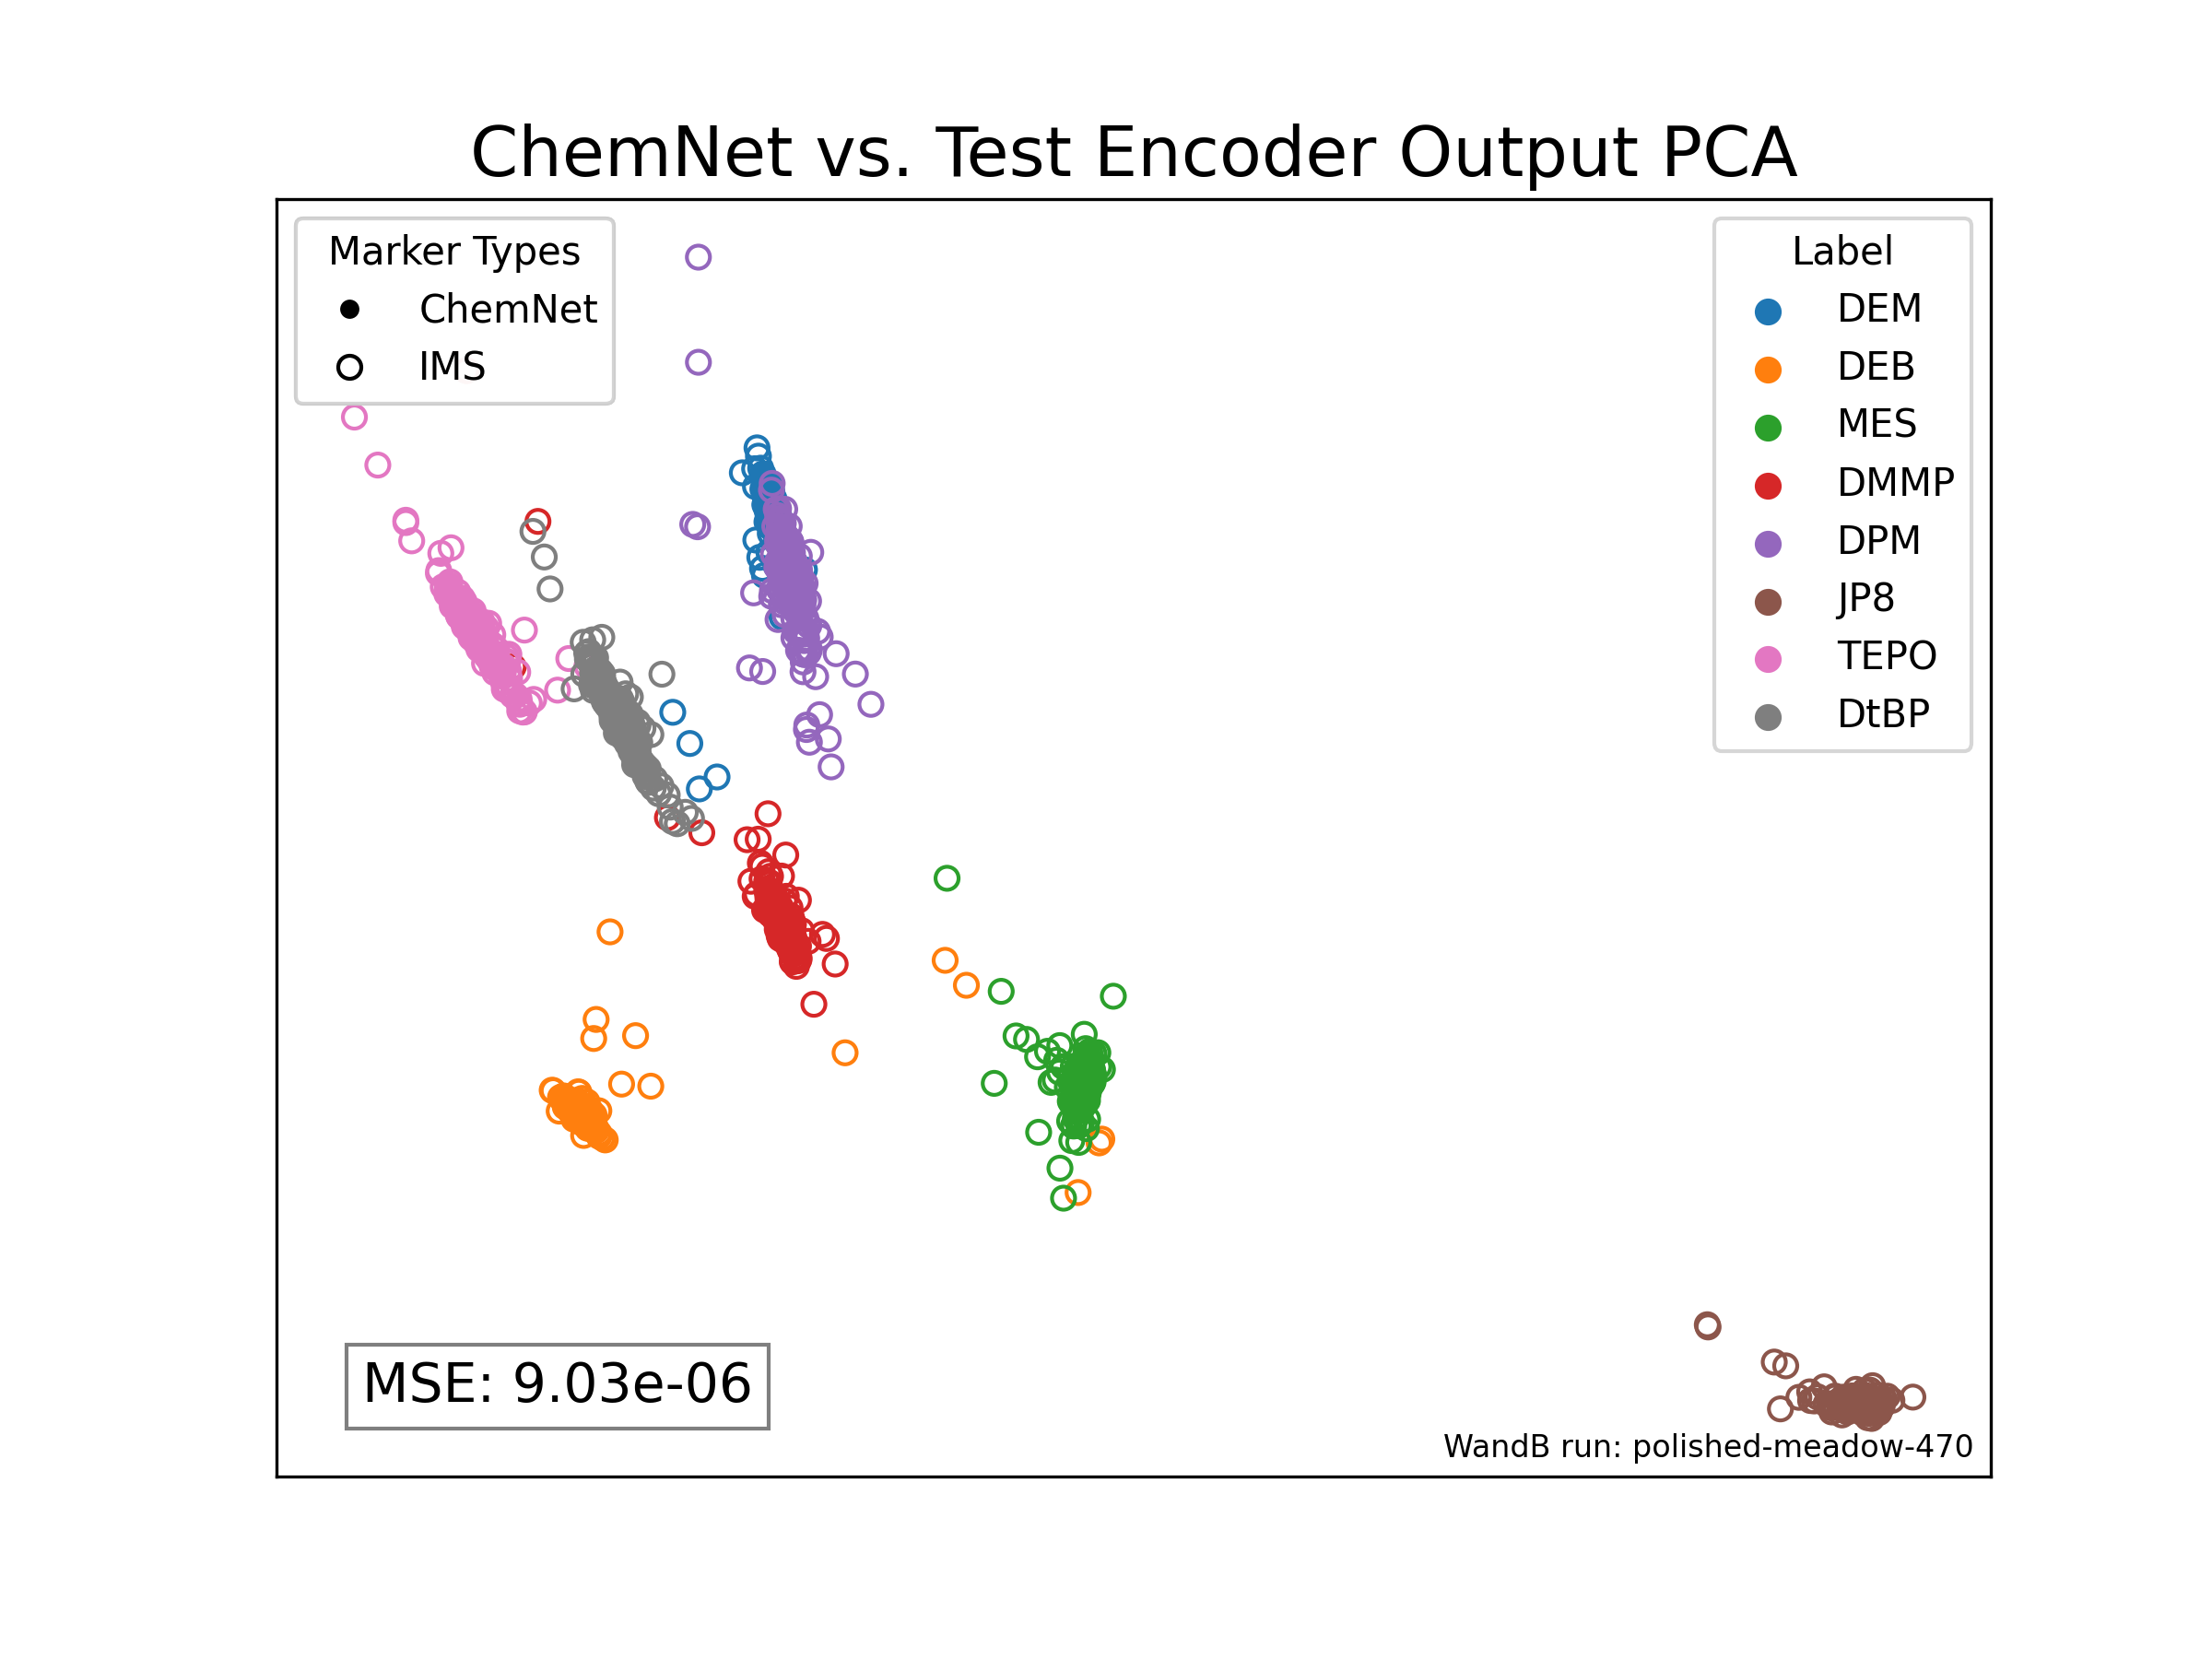 ChemNet vs. Test Encoder Output PCA
Marker Types
ChemNet
IMS
Label
DEM
DEB
MES
DMMP
DPM
JP8
TEPO
DtBP
MSE: 9.03e-06
WandB run: polished-meadow-470